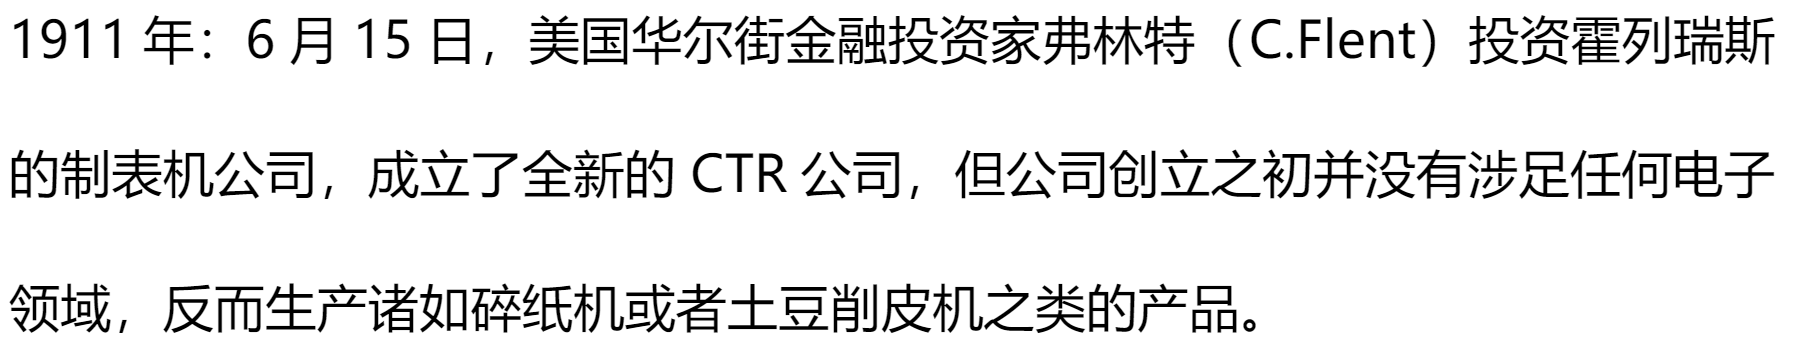 1911 年：6 月 15 日，美国华尔街金融投资家弗林特（C.Flent）投资霍列瑞斯
的制表机公司，成立了全新的 CTR 公司，但公司创立之初并没有涉足任何电子
领域，反而生产诸如碎纸机或者土豆削皮机之类的产品。